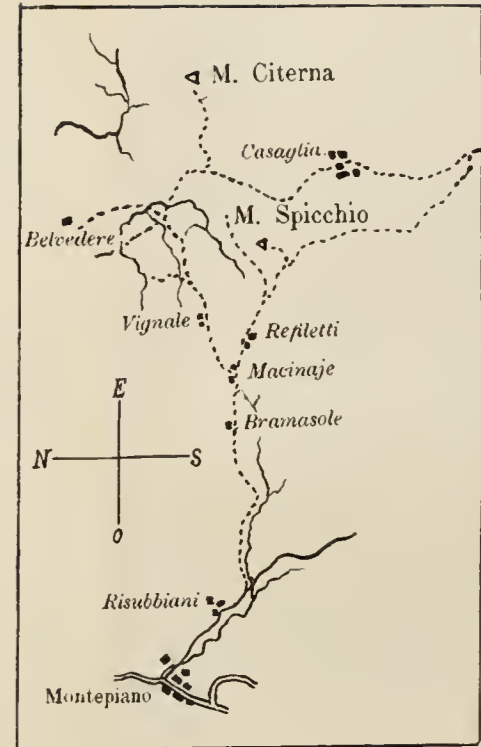 M. Citerna
Casaglia
M. Spicchio
Belvedere
Vignale
Refiletti
Macinaje
Bramasole
E
N S
O
Risubbiani
Montepiano